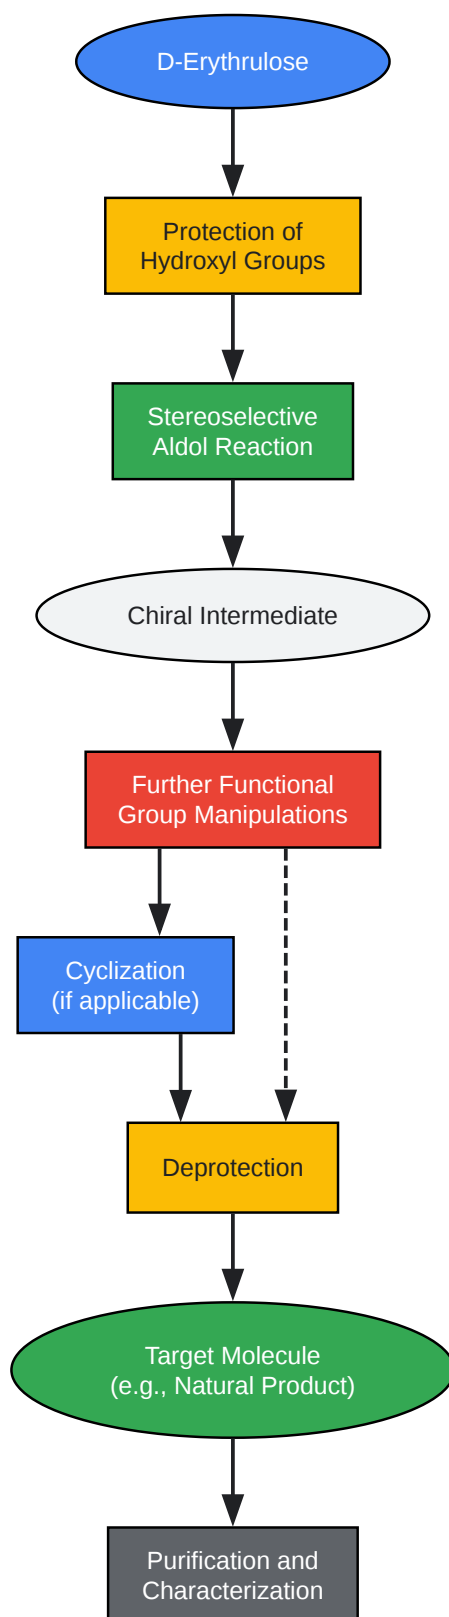 D-Erythrulose
Protection of
Hydroxyl Groups
Stereoselective
Aldol Reaction
Chiral Intermediate
Further Functional
Group Manipulations
Cyclization
(if applicable)
Deprotection
Target Molecule
(e.g., Natural Product)
Purification and
Characterization